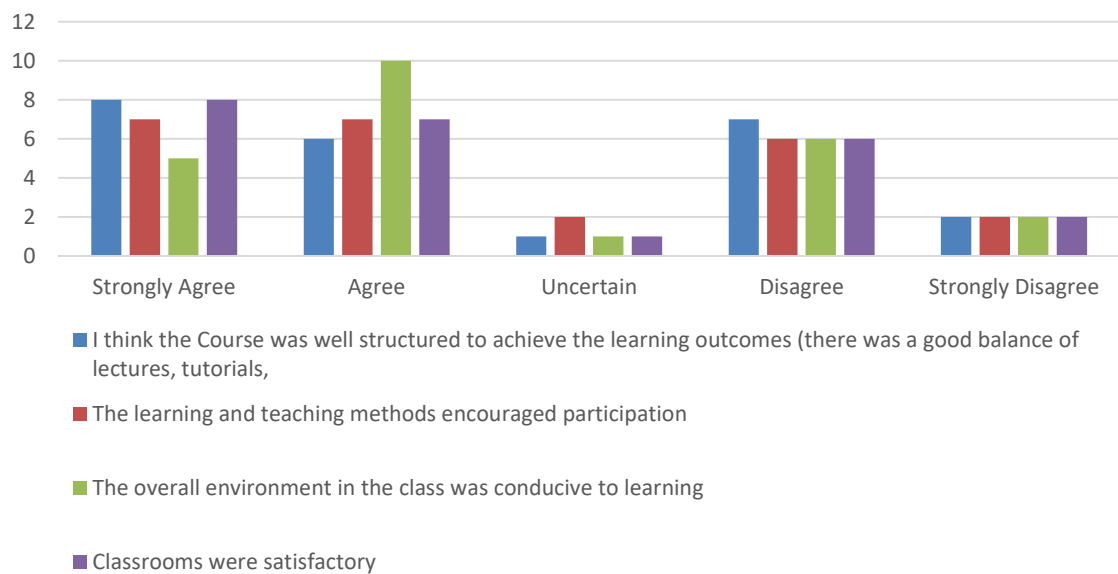 12
10
8
6
4
2
0
Strongly Agree Agree Uncertain Disagree Strongly Disagree
I think the Course was well structured to achieve the learning outcomes (there was a good balance of
lectures, tutorials,
The learning and teaching methods encouraged participation
The overall environment in the class was conducive to learning
Classrooms were satisfactory